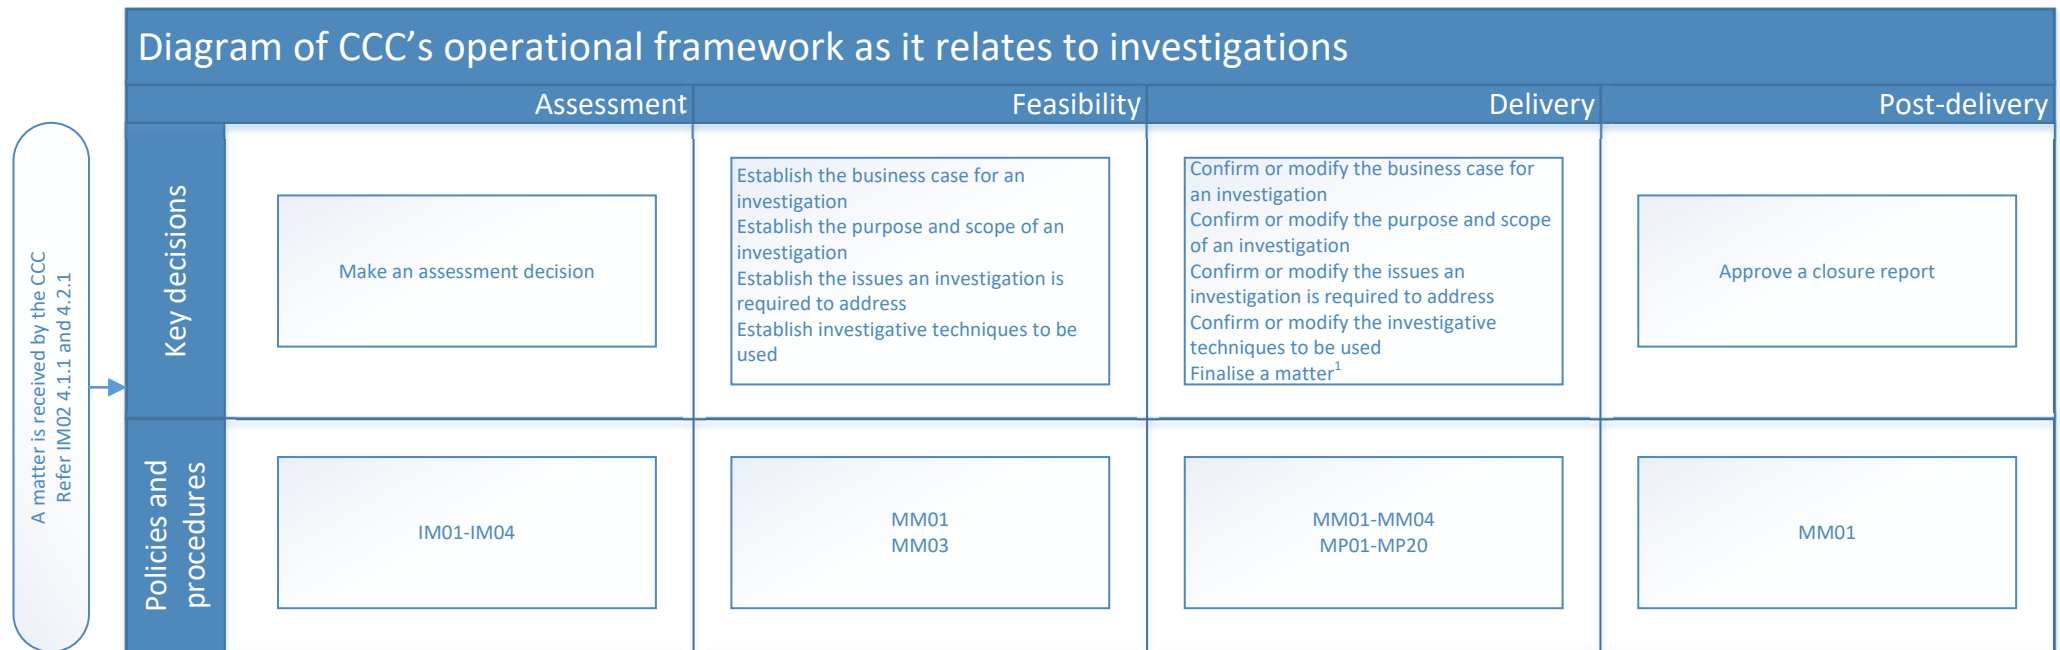 Diagram of CCC’s operational framework as it relates to investigations
Assessment
Feasibility
Delivery
Post-delivery
A matter is received by the CCC
Refer IM02 4.1.1 and 4.2.1
Key decisions
Make an assessment decision
Establish the business case for an
investigation
Establish the purpose and scope of an
investigation
Establish the issues an investigation is
required to address
Establish investigative techniques to be
used
Confirm or modify the business case for
an investigation
Confirm or modify the purpose and scope
of an investigation
Confirm or modify the issues an
investigation is required to address
Confirm or modify the investigative
techniques to be used
Finalise a matter1
Approve a closure report
Policies and
procedures
IM01-IM04
MM01
MM03
MM01-MM04
MP01-MP20
MM01